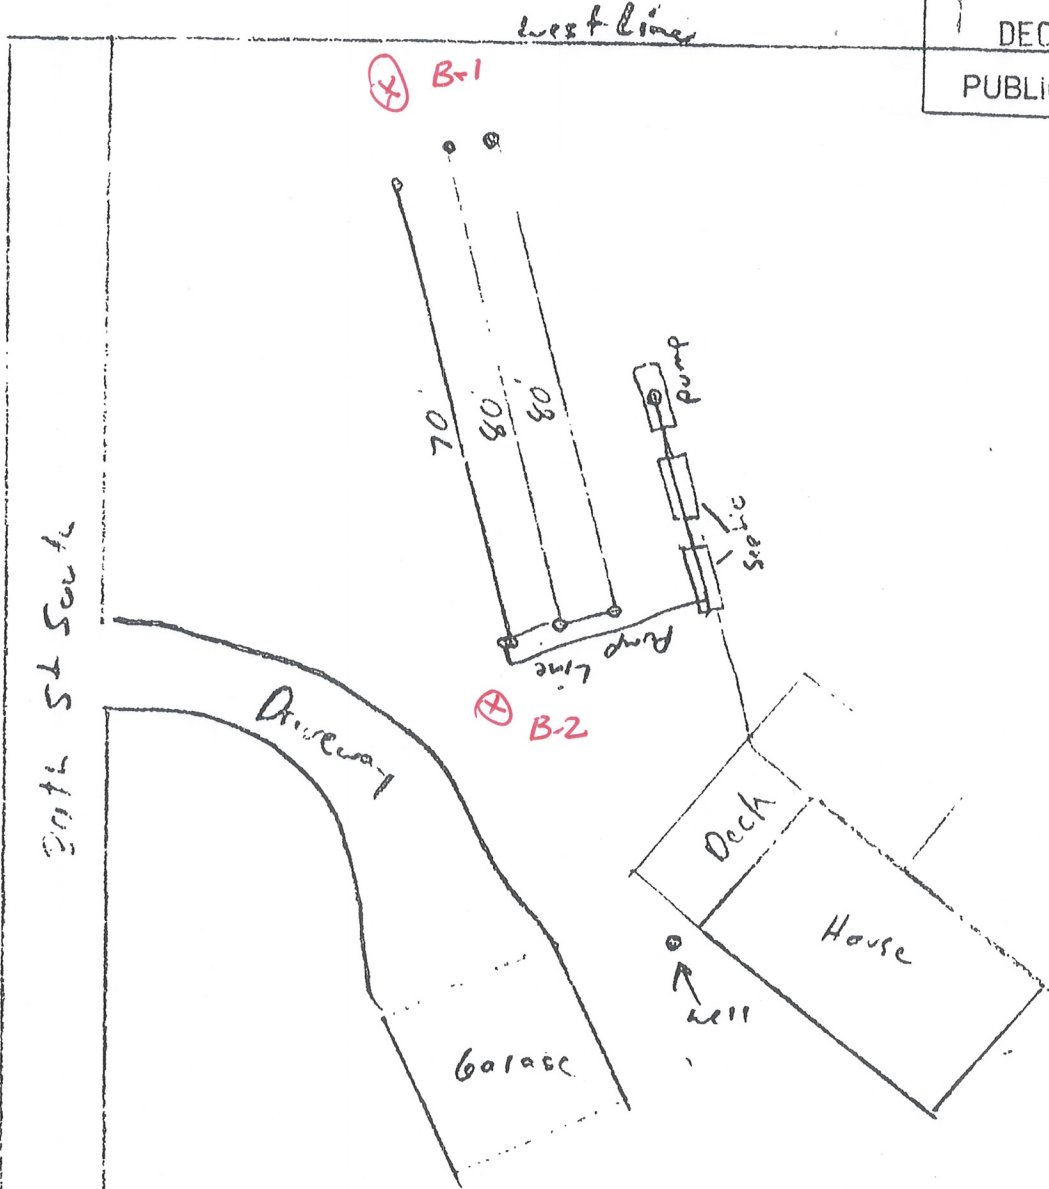 west line
DEC
PUBLIC
B-1
B-2
70'
80'
80'
pump
septic
Pump Line
Driveway
Deck
House
well
Garage
St South